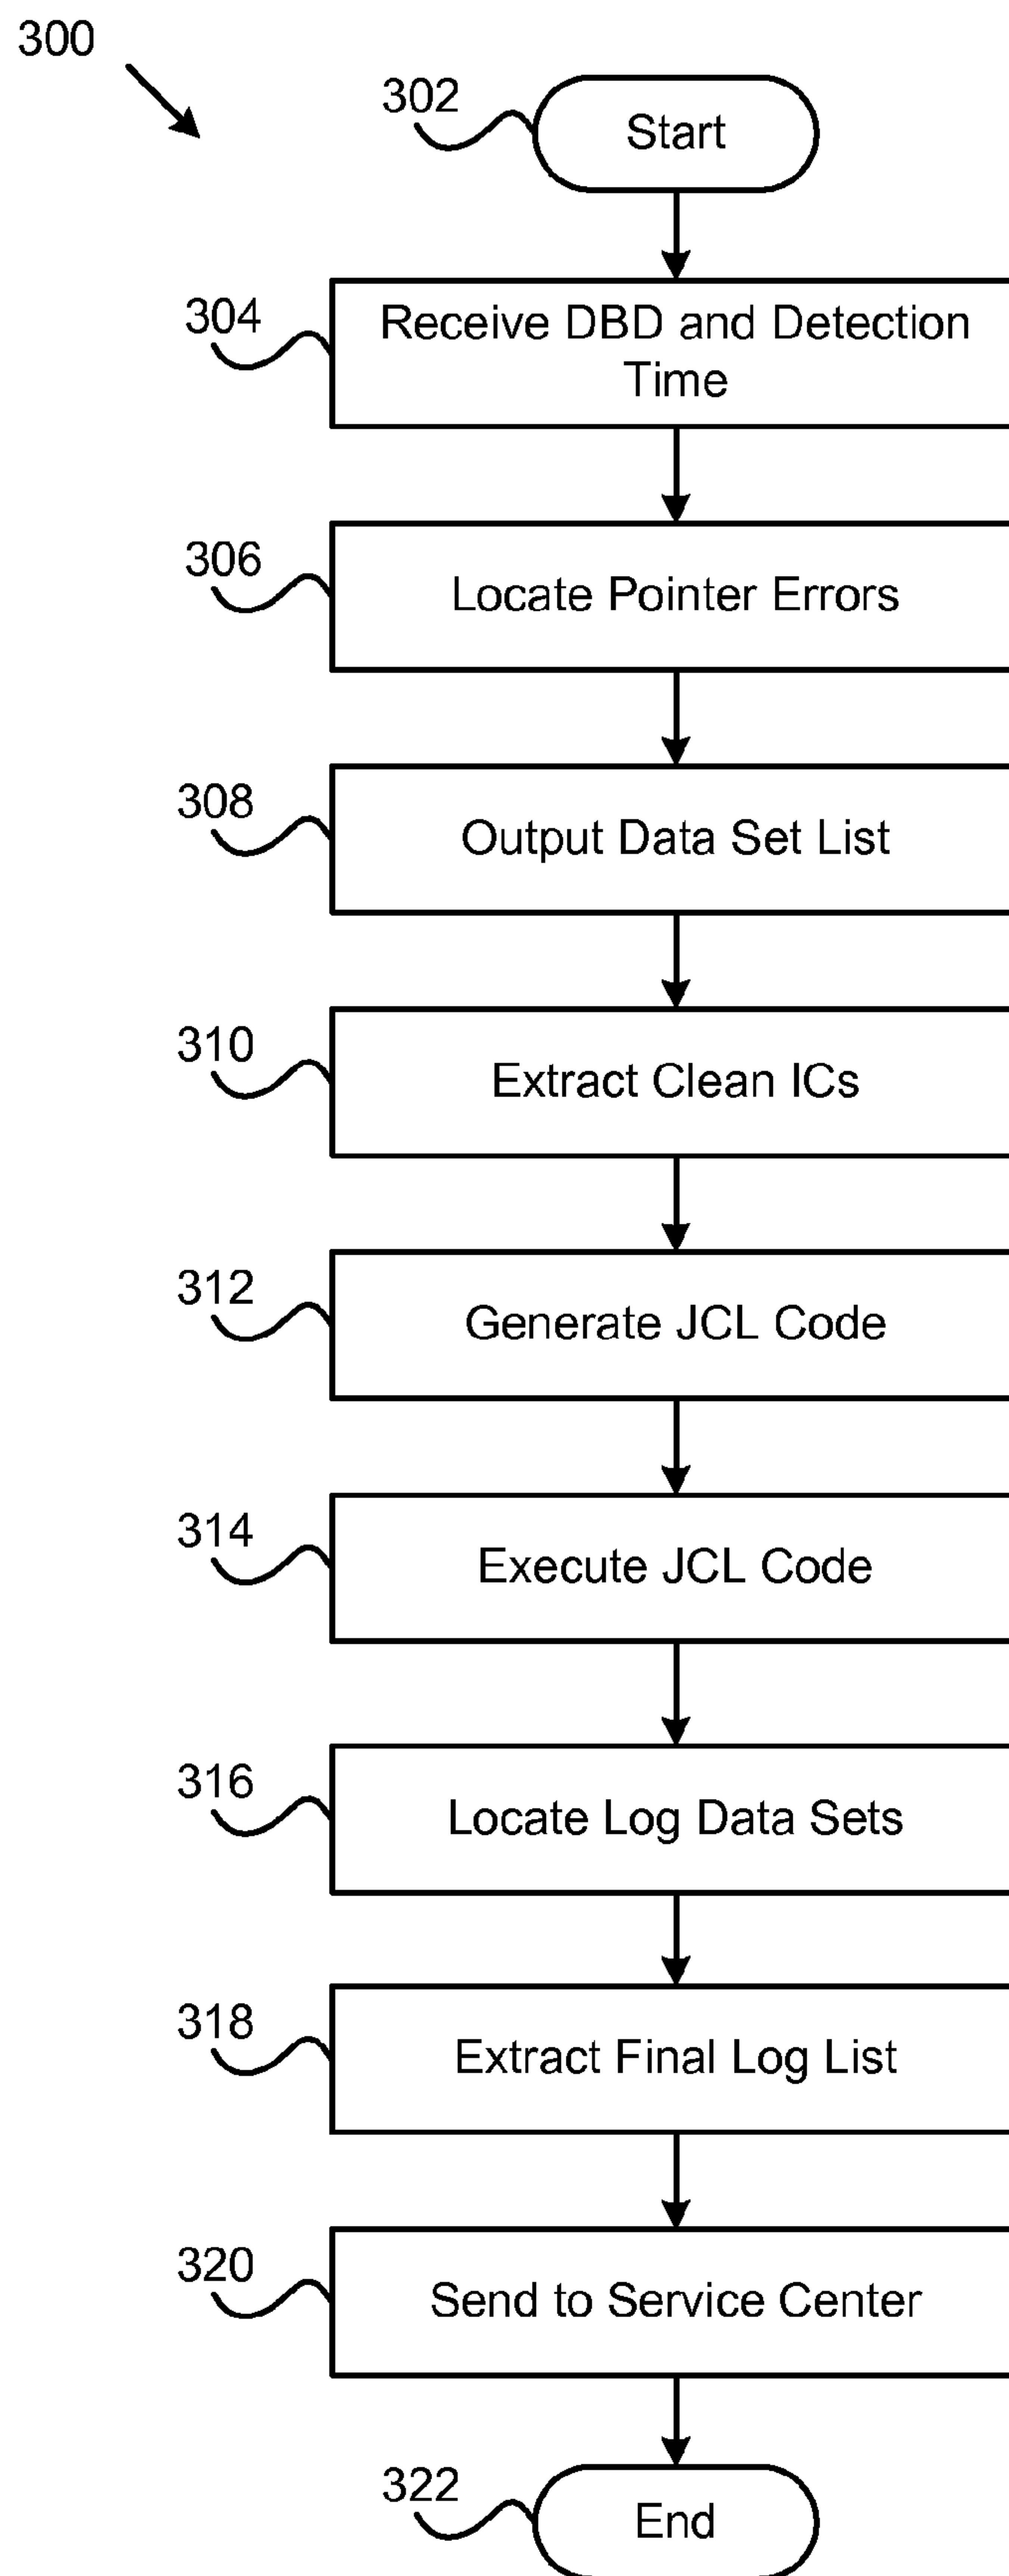 300
302
Start
304
Receive DBD and Detection
Time
306
Locate Pointer Errors
308
Output Data Set List
310
Extract Clean ICs
312
Generate JCL Code
314
Execute JCL Code
316
Locate Log Data Sets
318
Extract Final Log List
320
Send to Service Center
322
End